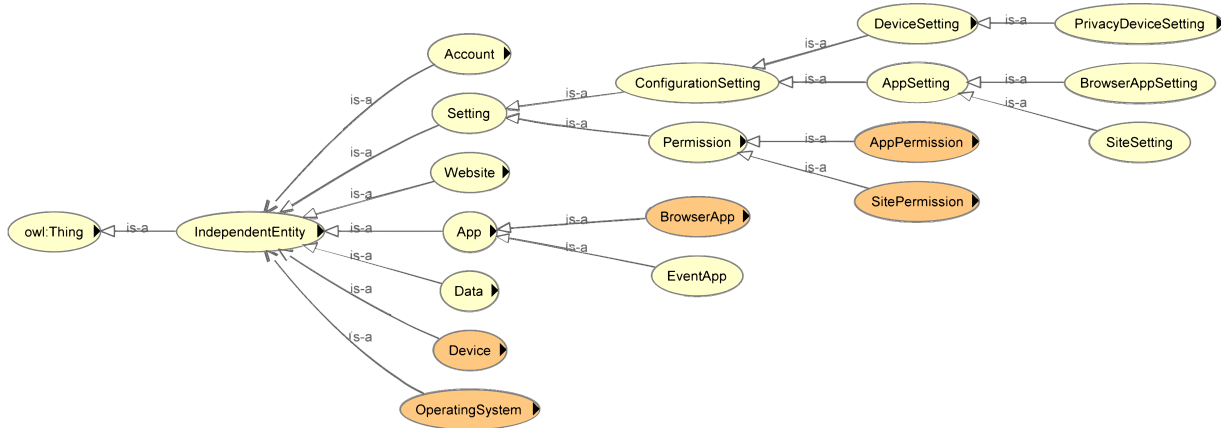 DeviceSetting
is-a
PrivacyDeviceSetting
is-a
Account
ConfigurationSetting
is-a
AppSetting
is-a
BrowserAppSetting
is-a
is-a
is-a
Setting
is-a
Permission
is-a
AppPermission
SiteSetting
is-a
Website
is-a
is-a
SitePermission
owl:Thing
is-a
IndependentEntity
is-a
App
is-a
BrowserApp
is-a
EventApp
is-a
Data
is-a
Device
is-a
OperatingSystem